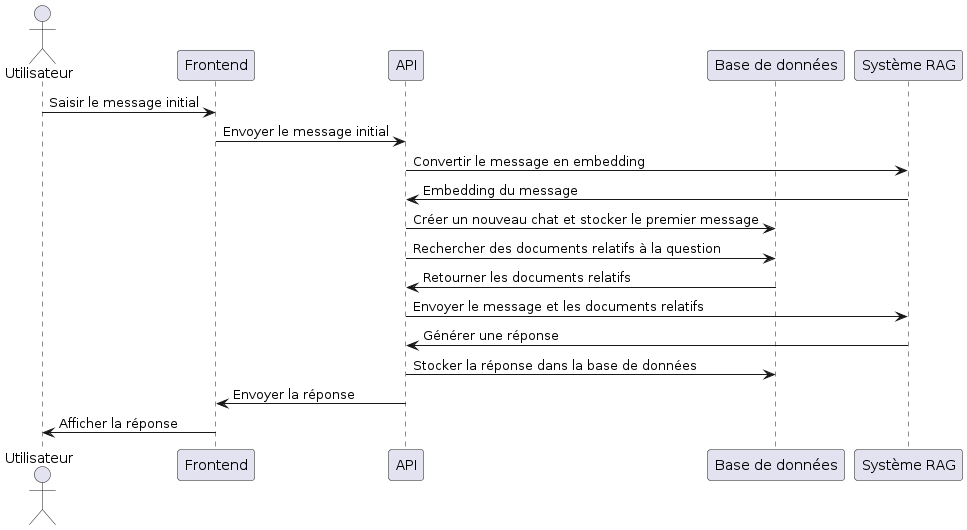 Utilisateur
Frontend
API
Base de données
Système RAG
Saisir le message initial
Envoyer le message initial
Convertir le message en embedding
Embedding du message
Créer un nouveau chat et stocker le premier message
Rechercher des documents relatifs à la question
Retourner les documents relatifs
Envoyer le message et les documents relatifs
Générer une réponse
Stocker la réponse dans la base de données
Envoyer la réponse
Afficher la réponse
Utilisateur
Frontend
API
Base de données
Système RAG